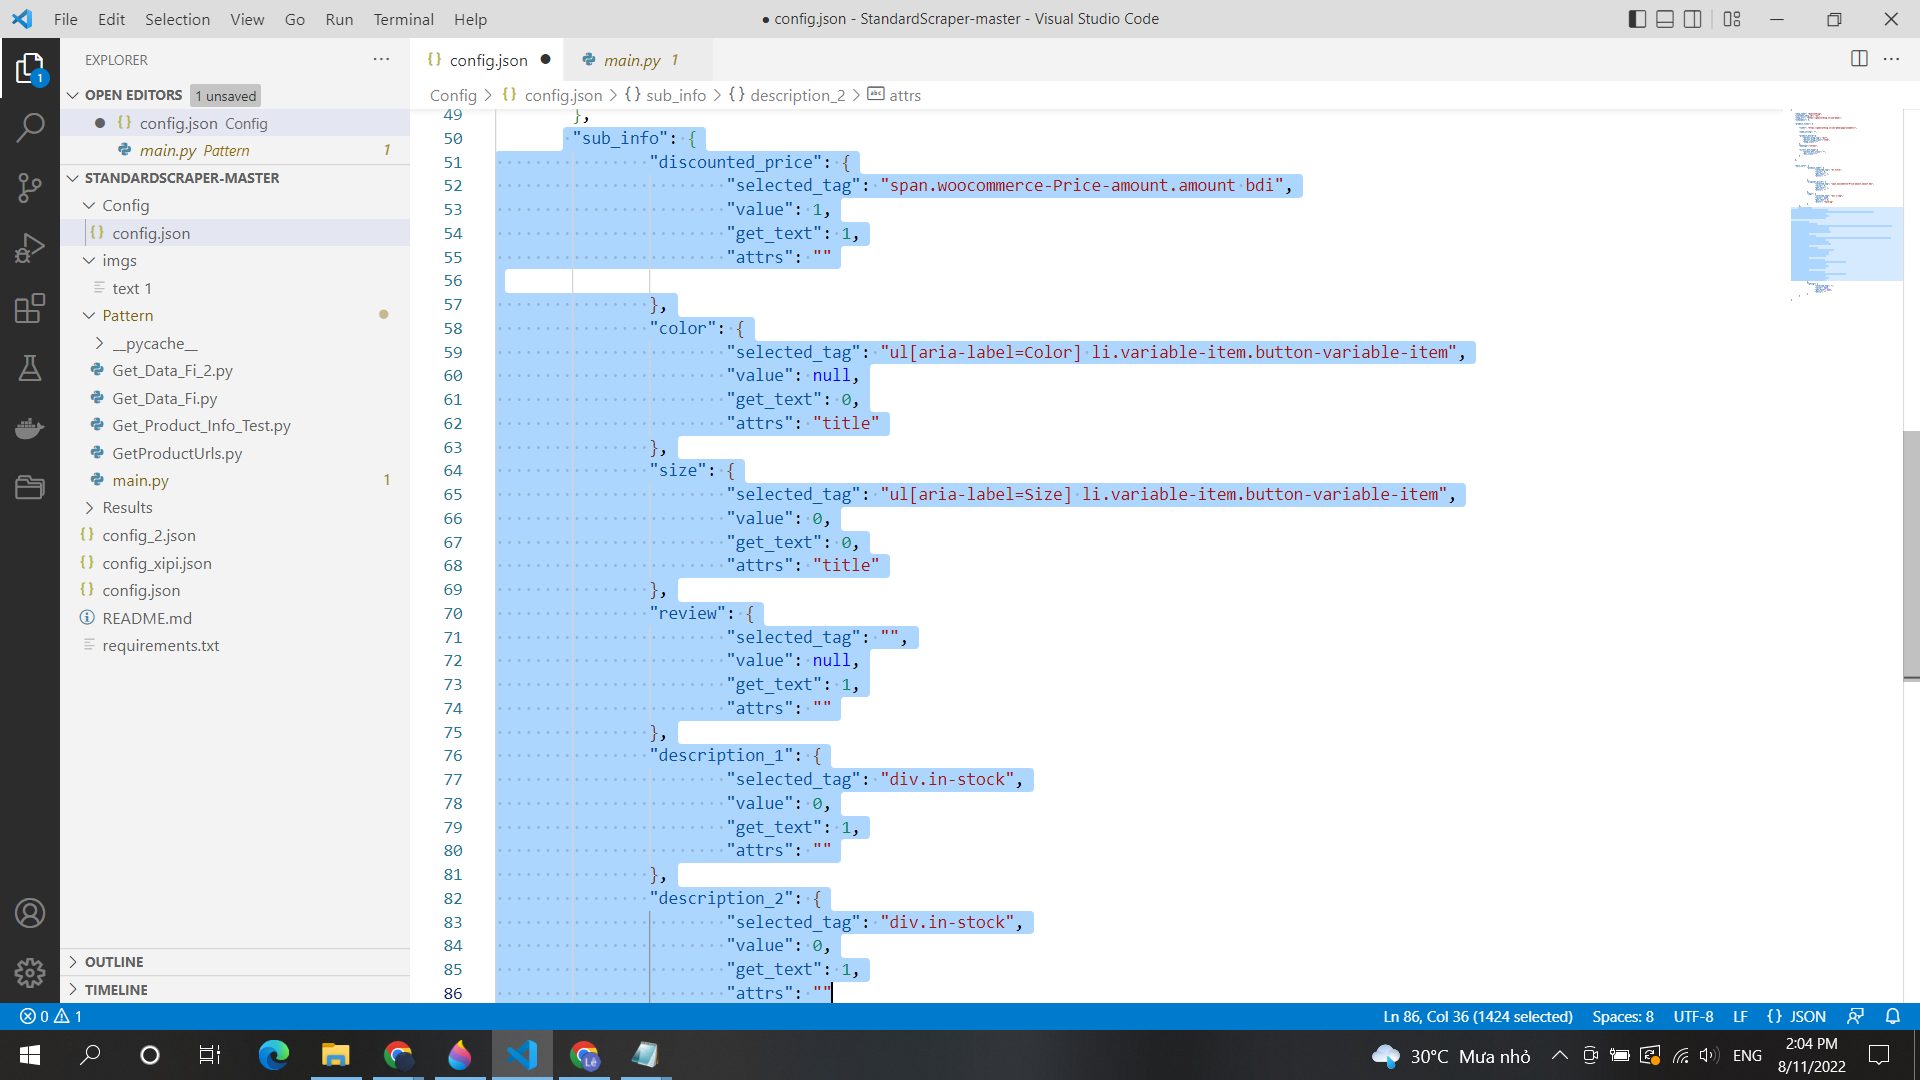 File Edit Selection View Go Run Terminal Help
● config.json - StandardScraper-master - Visual Studio Code
EXPLORER
OPEN EDITORS 1 unsaved
config.json Config
main.py Pattern 1
STANDARDSCRAPER-MASTER
Config
config.json
imgs
text 1
Pattern
__pycache__
Get_Data_Fi_2.py
Get_Data_Fi.py
Get_Product_Info_Test.py
GetProductUrls.py
main.py 1
Results
config_2.json
config_xipi.json
config.json
README.md
requirements.txt
OUTLINE
TIMELINE
1
config.json
main.py 1
Config > {} config.json > {} sub_info > {} description_2 > attrs
49 },
50 "sub_info": {
51 "discounted_price": {
52 "selected_tag": "span.woocommerce-Price-amount.amount bdi",
53 "value": 1,
54 "get_text": 1,
55 "attrs": ""
56
57 },
58 "color": {
59 "selected_tag": "ul[aria-label=Color] li.variable-item.button-variable-item",
60 "value": null,
61 "get_text": 0,
62 "attrs": "title"
63 },
64 "size": {
65 "selected_tag": "ul[aria-label=Size] li.variable-item.button-variable-item",
66 "value": 0,
67 "get_text": 0,
68 "attrs": "title"
69 },
70 "review": {
71 "selected_tag": "",
72 "value": null,
73 "get_text": 1,
74 "attrs": ""
75 },
76 "description_1": {
77 "selected_tag": "div.in-stock",
78 "value": 0,
79 "get_text": 1,
80 "attrs": ""
81 },
82 "description_2": {
83 "selected_tag": "div.in-stock",
84 "value": 0,
85 "get_text": 1,
86 "attrs": ""
0 1 Ln 86, Col 36 (1424 selected) Spaces: 8 UTF-8 LF {} JSON
Lê
30°C Mưa nhỏ ENG
2:04 PM
8/11/2022